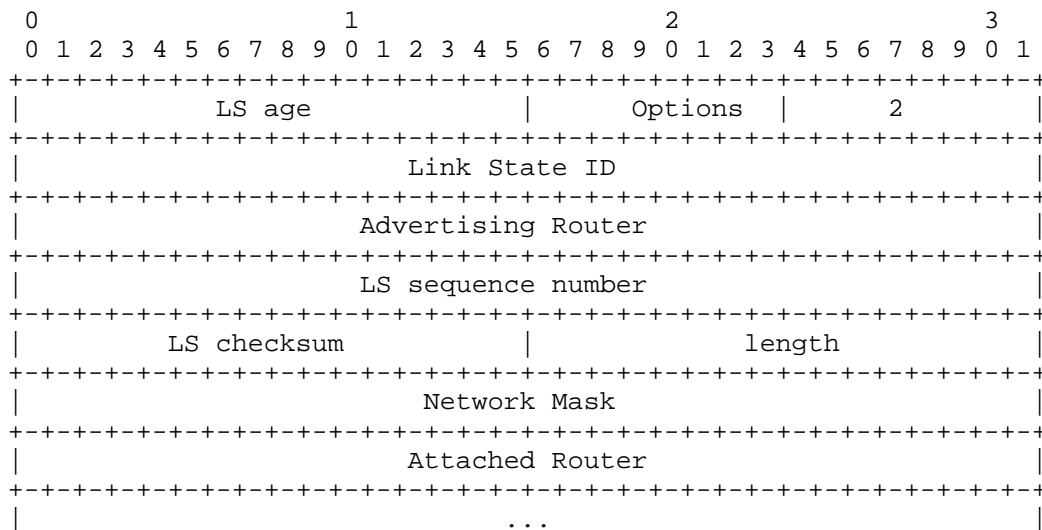 0                   1                   2                   3
0 1 2 3 4 5 6 7 8 9 0 1 2 3 4 5 6 7 8 9 0 1 2 3 4 5 6 7 8 9 0 1
+-+-+-+-+-+-+-+-+-+-+-+-+-+-+-+-+-+-+-+-+-+-+-+-+-+-+-+-+-+-+-+-+
|            LS age             |      Options  |      2        |
+-+-+-+-+-+-+-+-+-+-+-+-+-+-+-+-+-+-+-+-+-+-+-+-+-+-+-+-+-+-+-+-+
|                        Link State ID                          |
+-+-+-+-+-+-+-+-+-+-+-+-+-+-+-+-+-+-+-+-+-+-+-+-+-+-+-+-+-+-+-+-+
|                     Advertising Router                        |
+-+-+-+-+-+-+-+-+-+-+-+-+-+-+-+-+-+-+-+-+-+-+-+-+-+-+-+-+-+-+-+-+
|                     LS sequence number                        |
+-+-+-+-+-+-+-+-+-+-+-+-+-+-+-+-+-+-+-+-+-+-+-+-+-+-+-+-+-+-+-+-+
|         LS checksum           |             length            |
+-+-+-+-+-+-+-+-+-+-+-+-+-+-+-+-+-+-+-+-+-+-+-+-+-+-+-+-+-+-+-+-+
|                         Network Mask                          |
+-+-+-+-+-+-+-+-+-+-+-+-+-+-+-+-+-+-+-+-+-+-+-+-+-+-+-+-+-+-+-+-+
|                        Attached Router                        |
+-+-+-+-+-+-+-+-+-+-+-+-+-+-+-+-+-+-+-+-+-+-+-+-+-+-+-+-+-+-+-+-+
|                              ...                              |